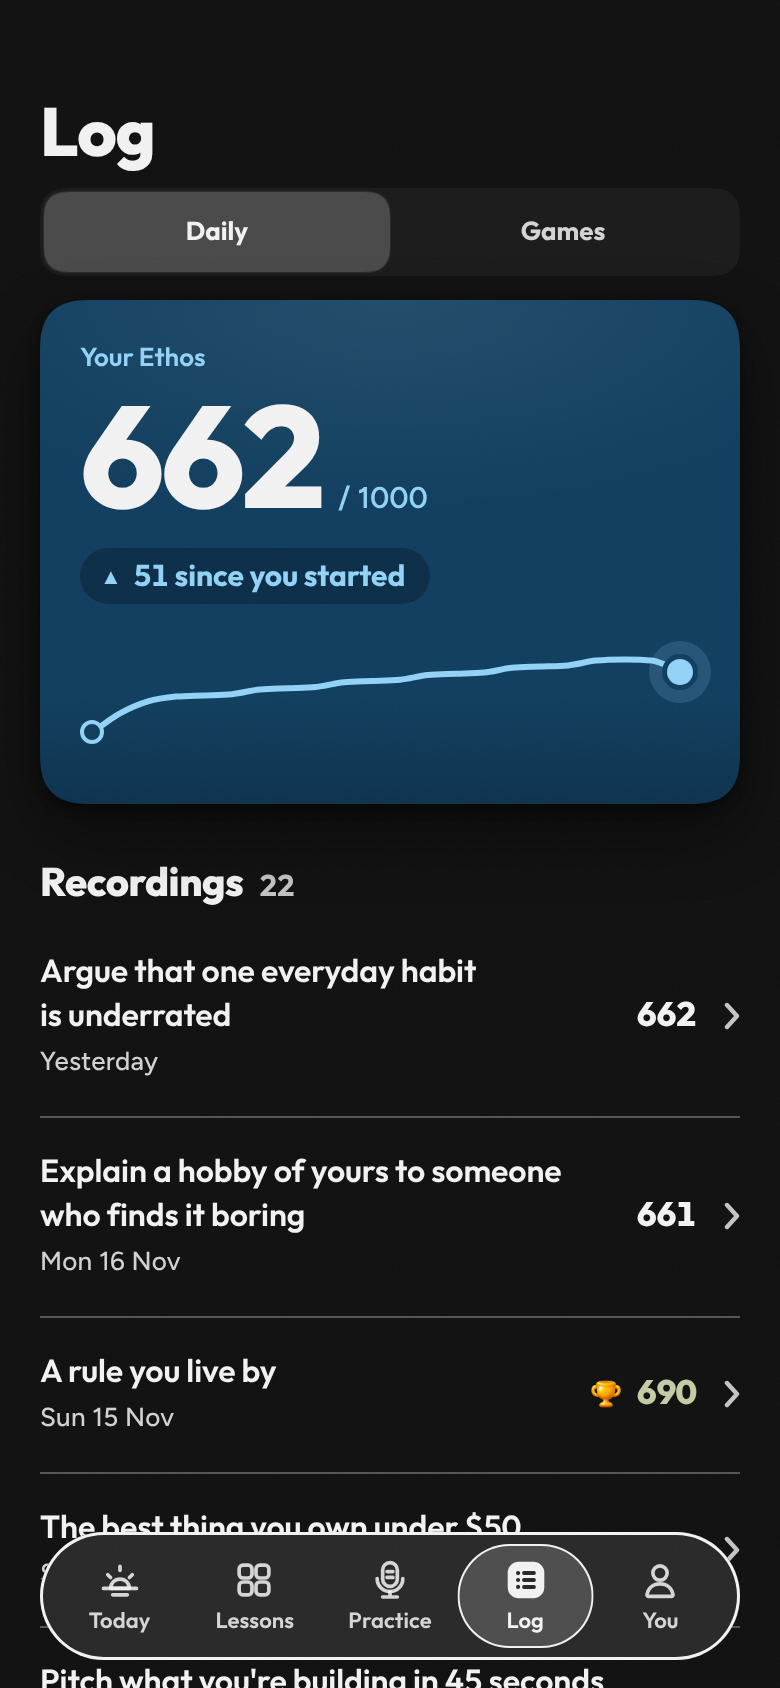 Log
Daily
Games
Your Ethos
662 / 1000
▲ 51 since you started
Recordings 22
Argue that one everyday habit
is underrated
662
Yesterday
Explain a hobby of yours to someone
who finds it boring
661
Mon 16 Nov
A rule you live by
🏆 690
Sun 15 Nov
The best thing you own under $50
Today
Lessons
Practice
Log
You
Pitch what you're building in 45 seconds